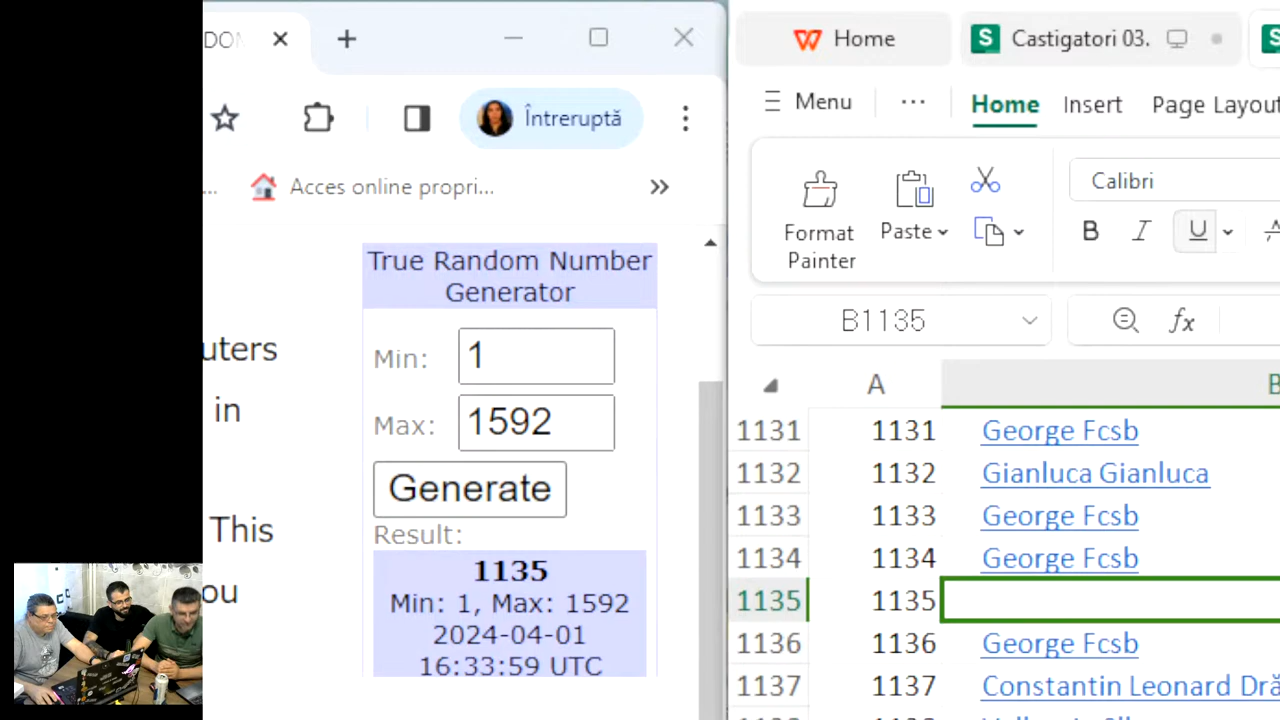 DOM
Întreruptă
...
Acces online propri...
True Random Number
Generator
uters
in
This
ou
Min:
1
Max:
1592
Generate
Result:
1135
Min: 1, Max: 1592
2024-04-01
16:33:59 UTC
Home
S
Castigatori 03.
S
Menu
...
Home
Insert
Page Layou
Format
Painter
Paste
Calibri
B I U A
B1135
fx
A B
1131 1131 George Fcsb
1132 1132 Gianluca Gianluca
1133 1133 George Fcsb
1134 1134 George Fcsb
1135 1135
1136 1136 George Fcsb
1137 1137 Constantin Leonard Dră